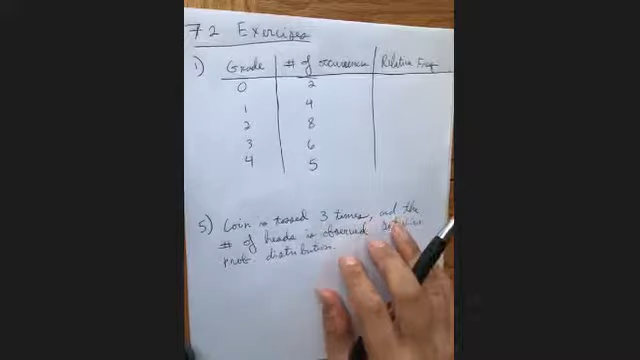 7.2 Exercises
1) Grade # of occurrences Relative Freq
0 2
1 4
2 8
3 6
4 5
5) Coin is tossed 3 times, and the
# of heads is observed
prob. distribution.